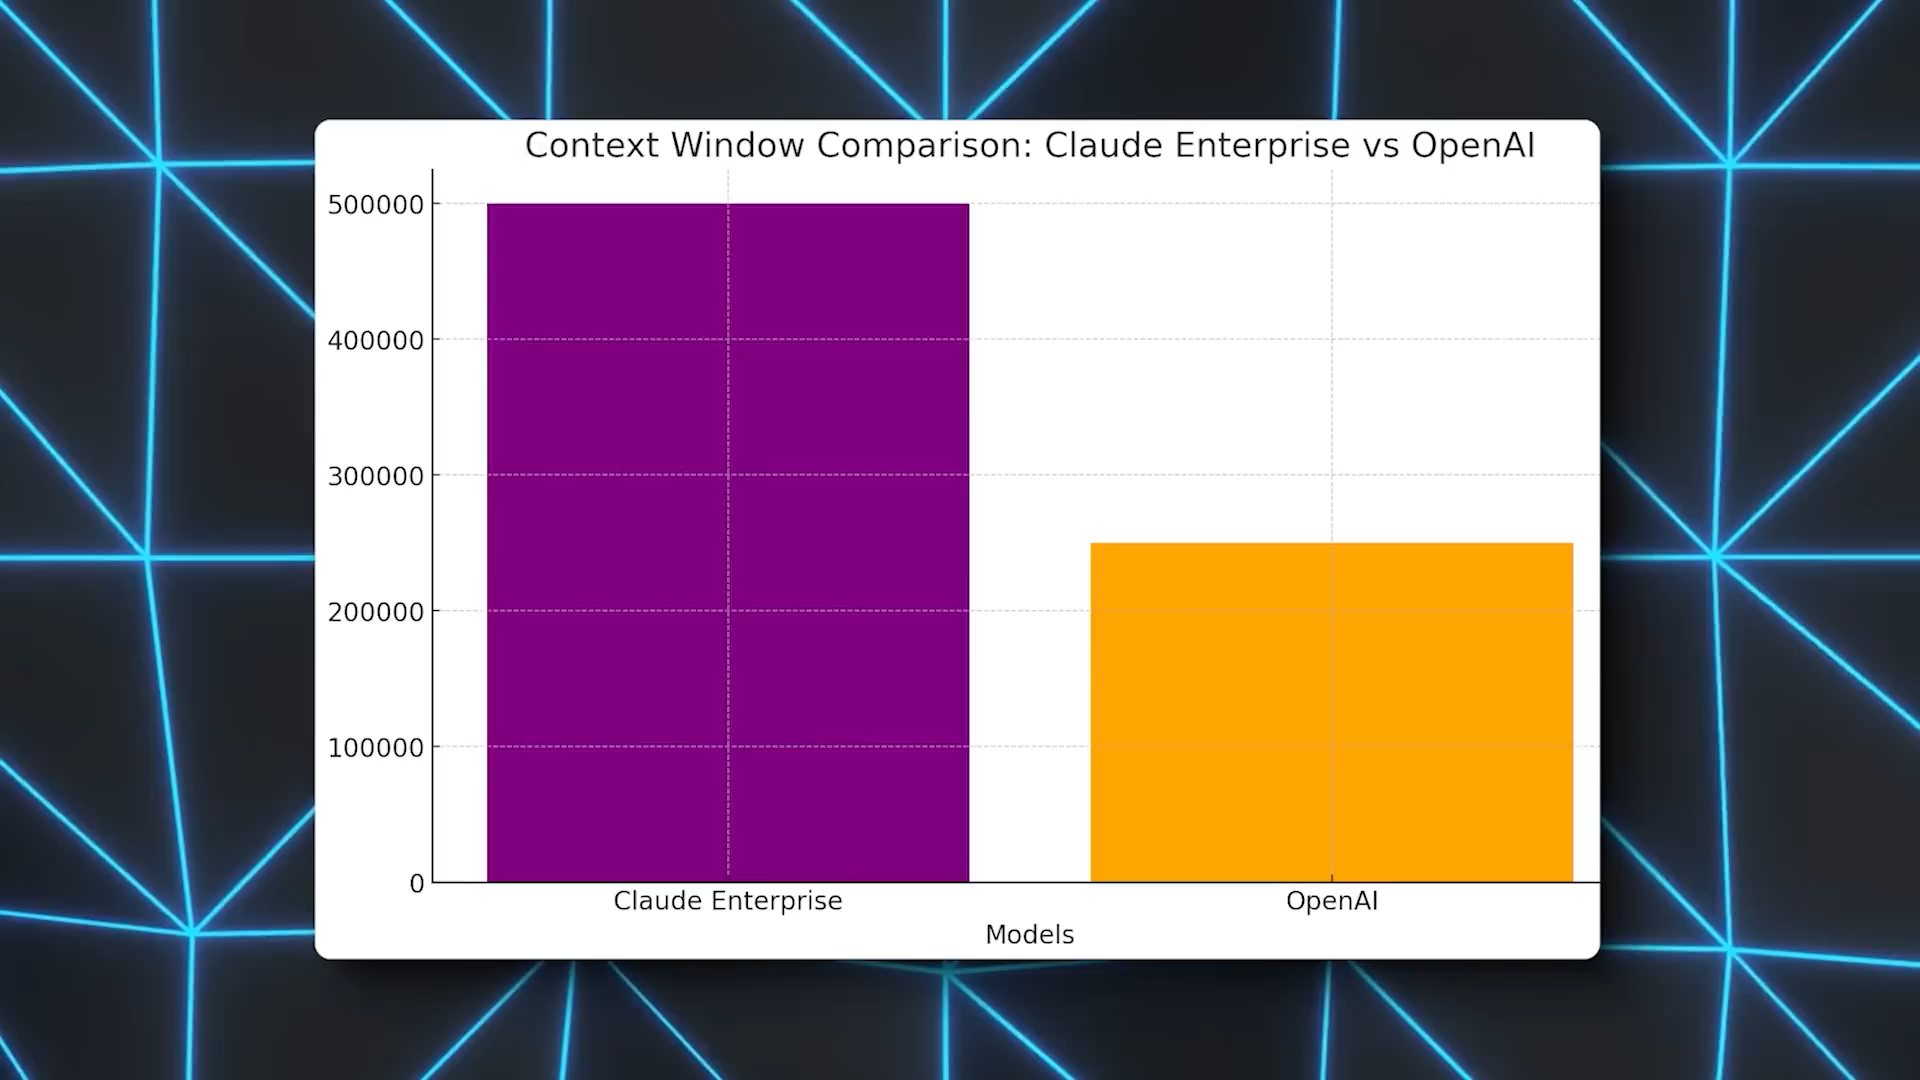 Context Window Comparison: Claude Enterprise vs OpenAI
500000
400000
300000
200000
100000
0
Claude Enterprise
OpenAI
Models